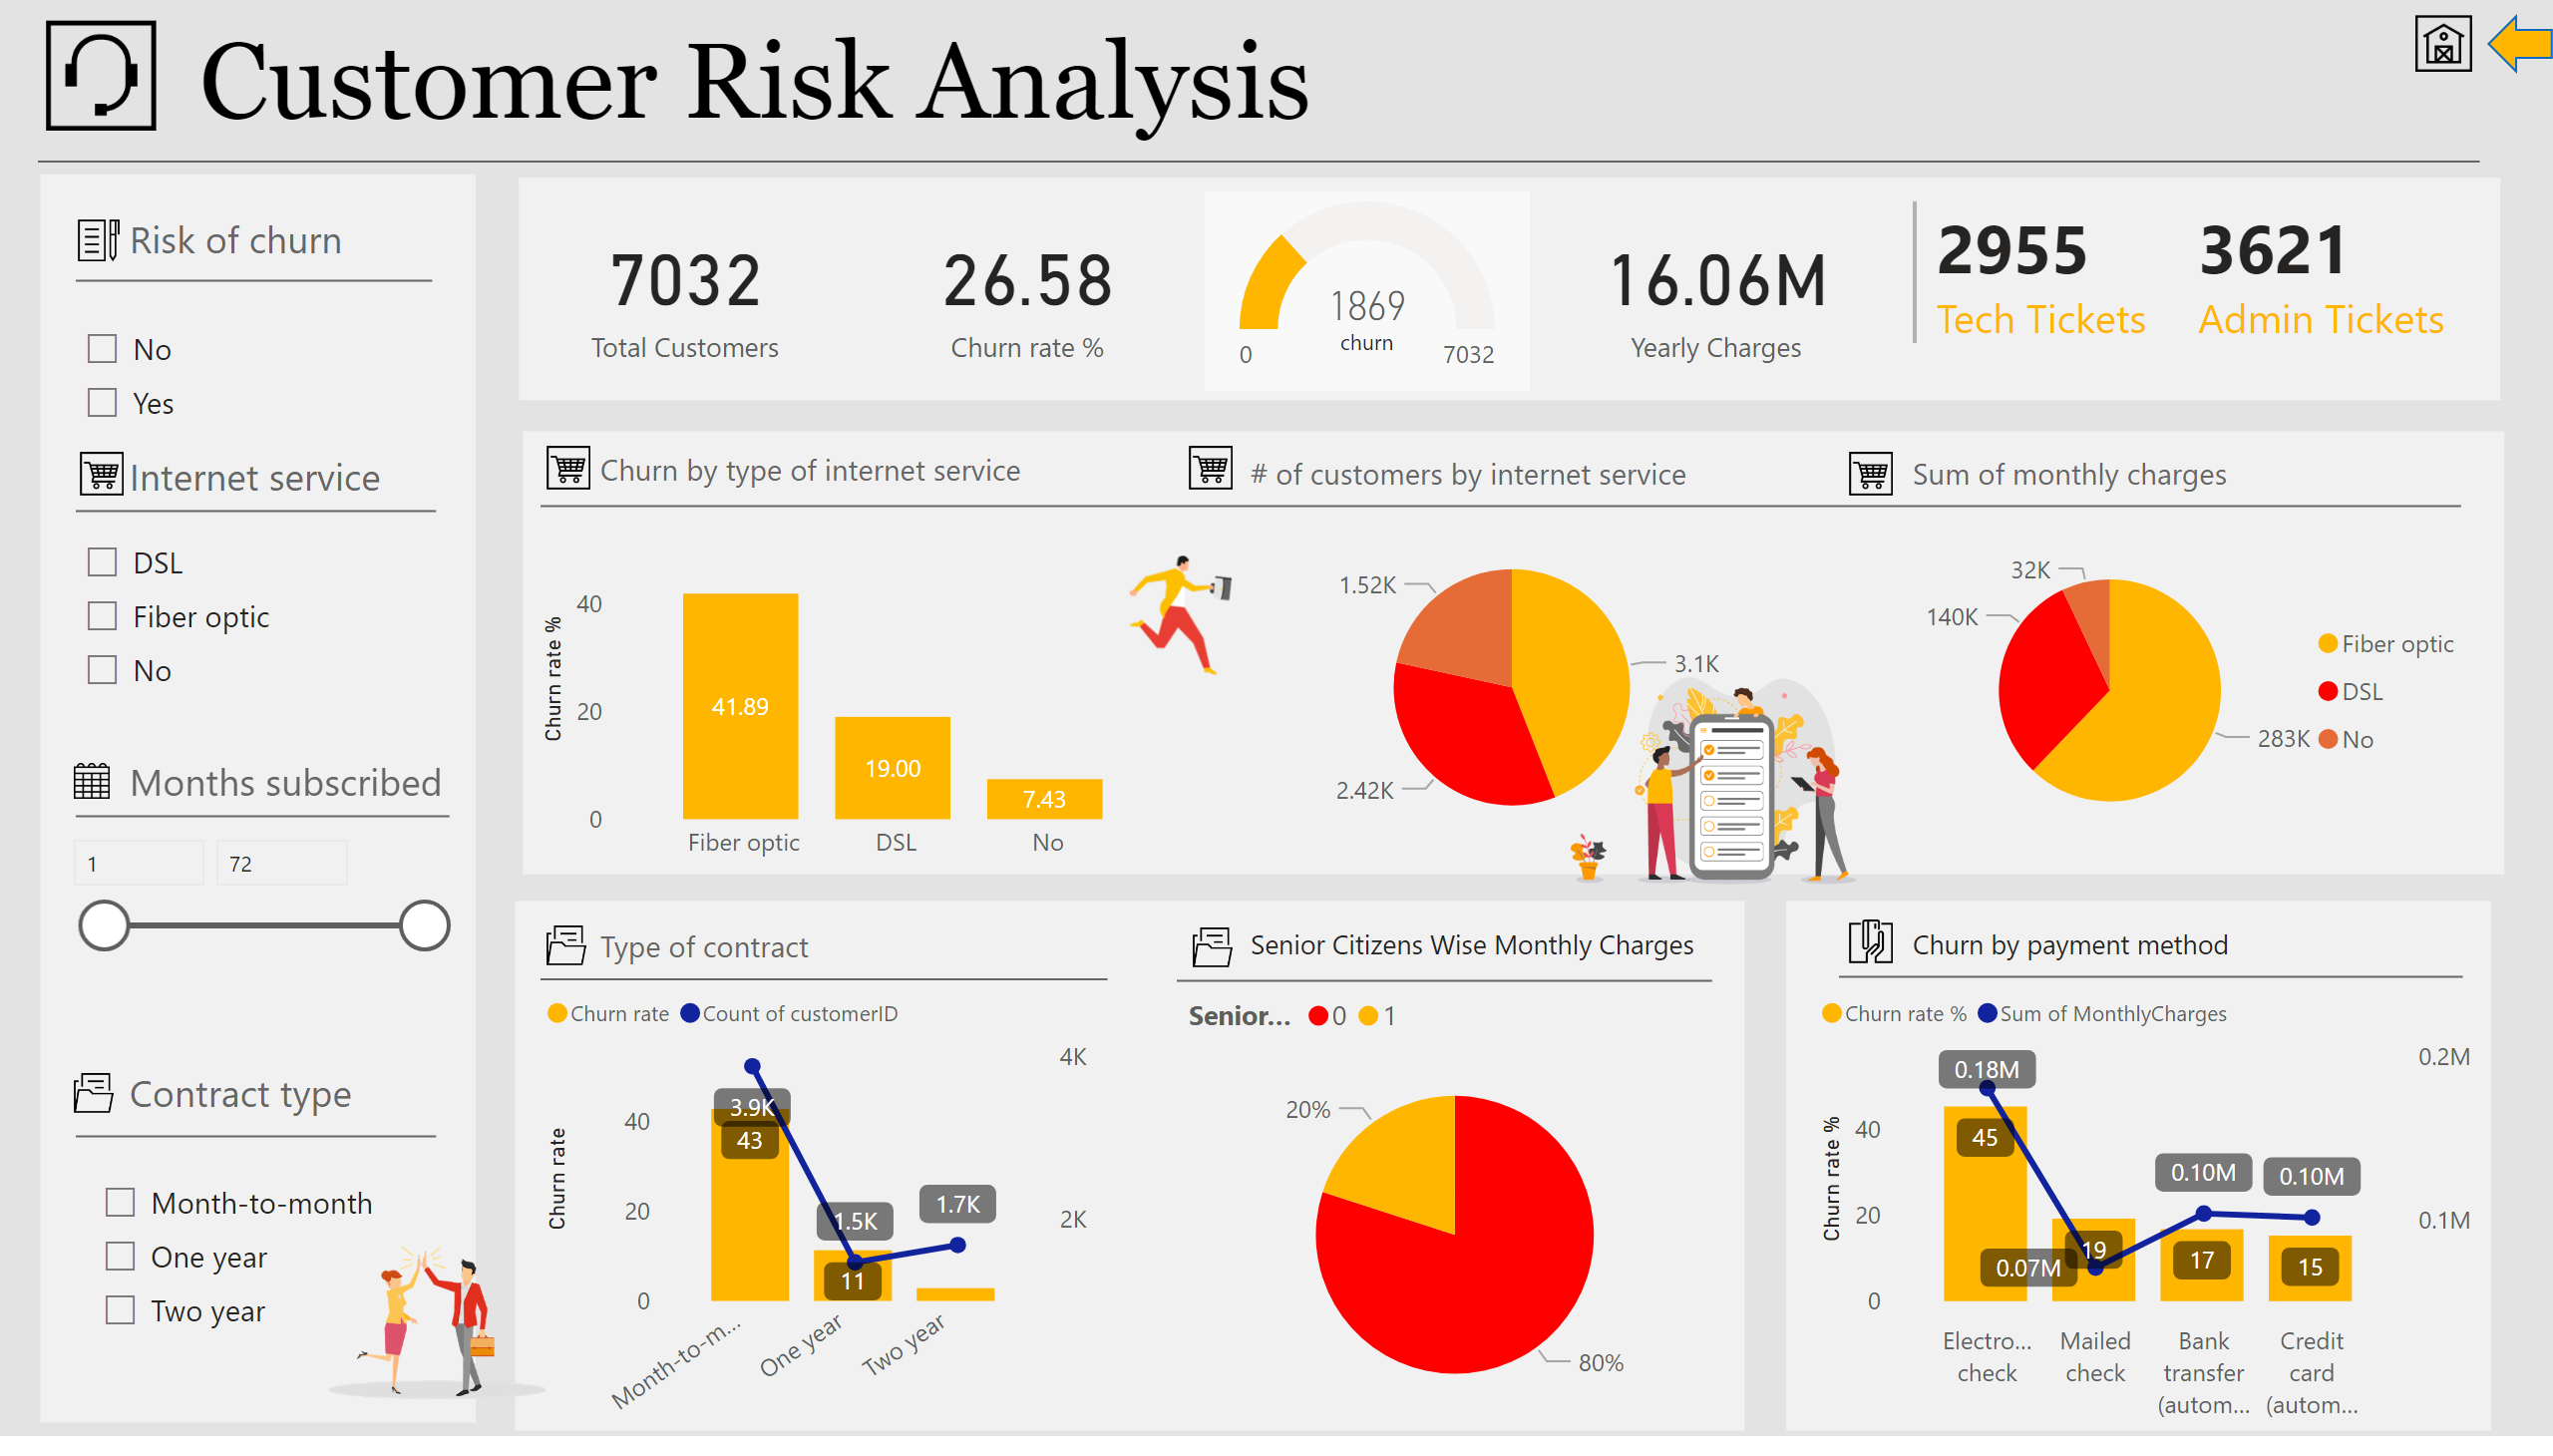 Customer Risk Analysis
Risk of churn
No
Yes
Internet service
DSL
Fiber optic
No
Months subscribed
1 72
Contract type
Month-to-month
One year
Two year
7032
Total Customers
26.58
Churn rate %
1869
churn
0 7032
16.06M
Yearly Charges
2955
Tech Tickets
3621
Admin Tickets
Churn by type of internet service
Churn rate %
40
20
0
41.89
19.00
7.43
Fiber optic DSL No
# of customers by internet service
1.52K
3.1K
2.42K
Sum of monthly charges
32K
140K
283K
Fiber optic
DSL
No
Type of contract
Churn rate Count of customerID
Churn rate
40
20
0
4K
2K
3.9K
43
1.5K
11
1.7K
Month-to-m...
One year
Two year
Senior Citizens Wise Monthly Charges
Senior... 0 1
20%
80%
Churn by payment method
Churn rate % Sum of MonthlyCharges
Churn rate %
40
20
0
0.2M
0.1M
0.18M
45
0.07M
19
0.10M
17
0.10M
15
Electro...
check
Mailed
check
Bank
transfer
(autom...
Credit
card
(autom...